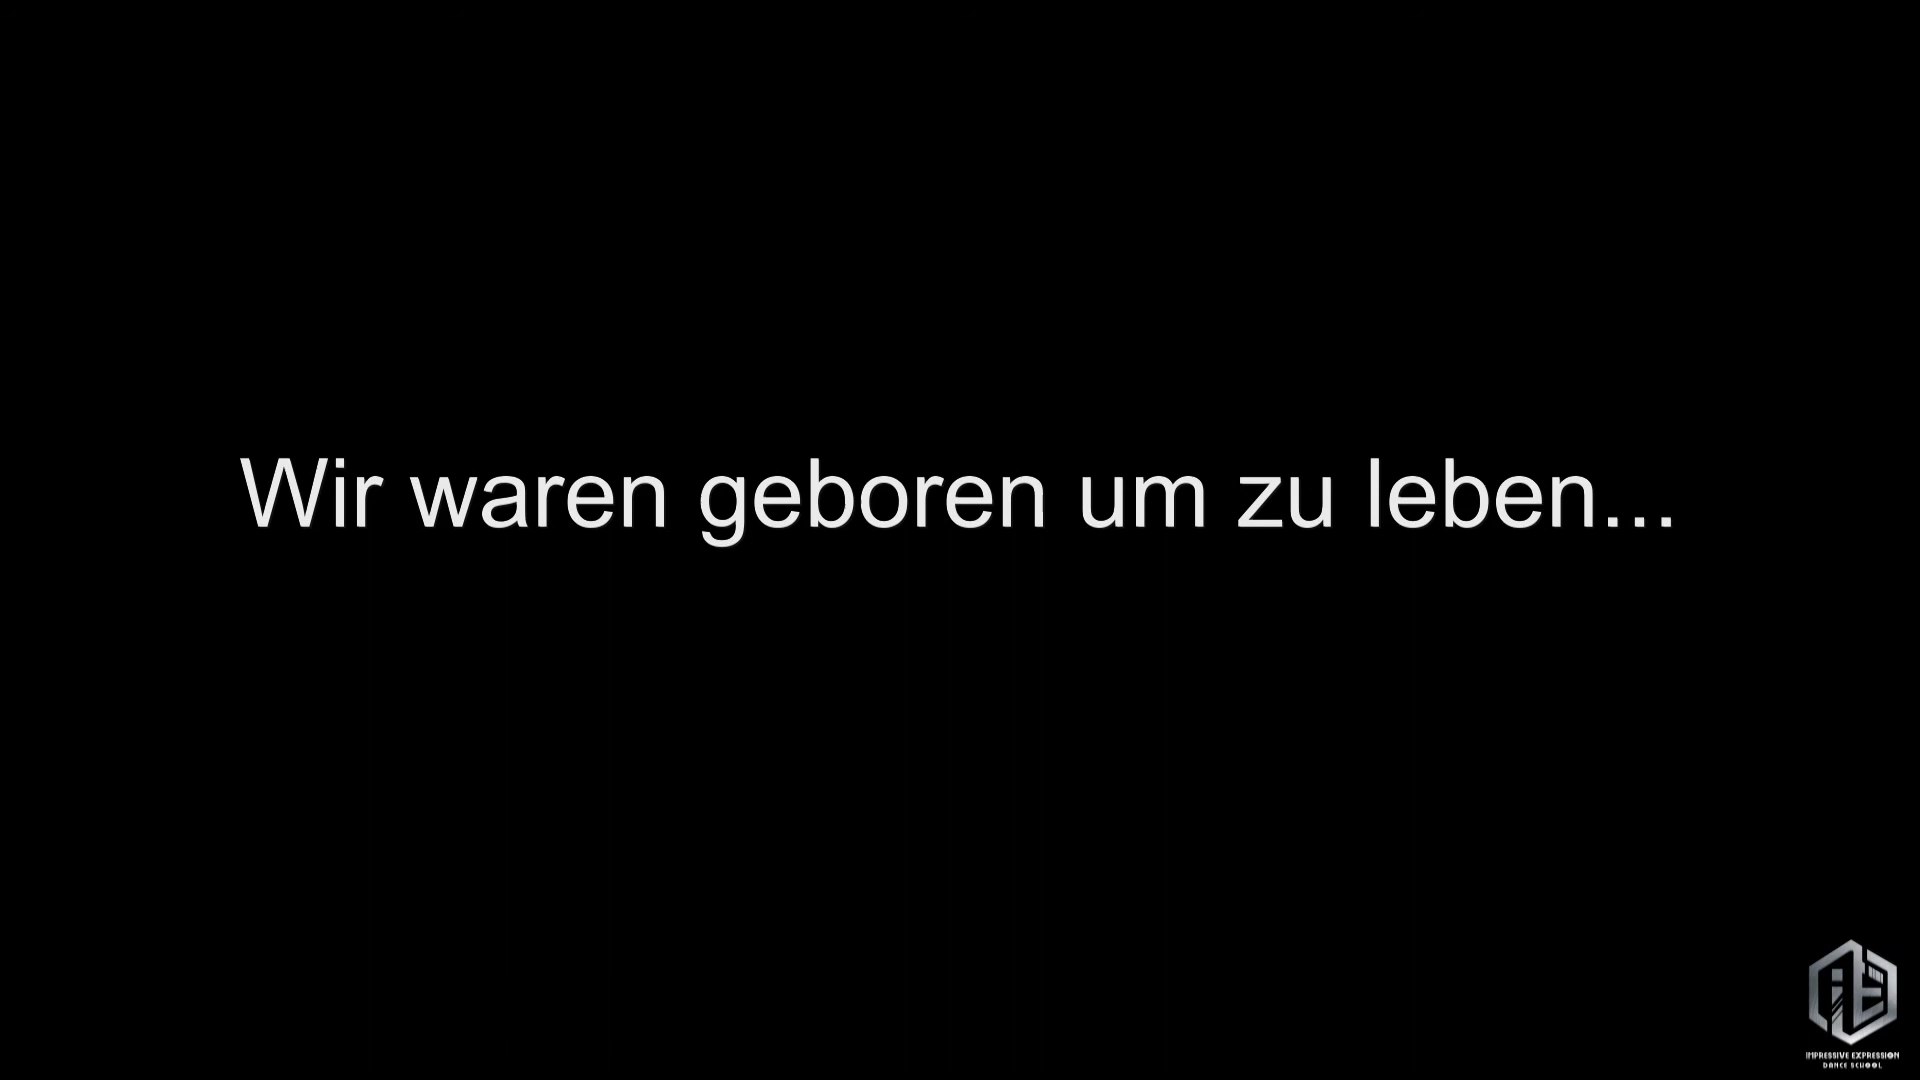 Wir waren geboren um zu leben...
IMPRESSIVE EXPRESSION
DANCE SCHOOL